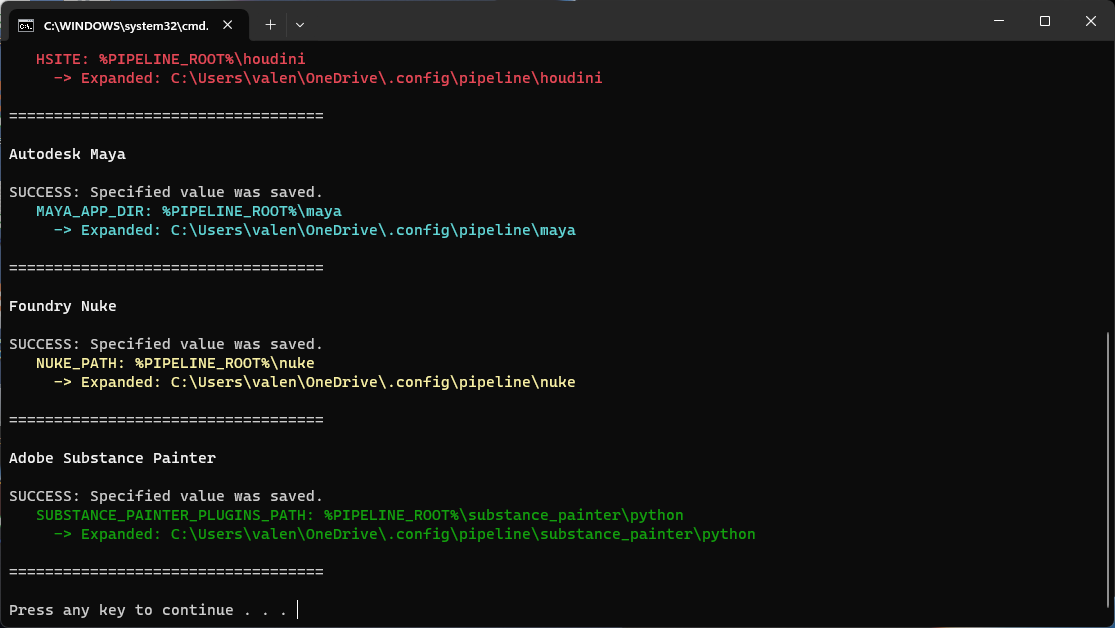 C:\WINDOWS\system32\cmd.
HSITE: %PIPELINE_ROOT%\houdini
-> Expanded: C:\Users\valen\OneDrive\.config\pipeline\houdini
===================================
Autodesk Maya
SUCCESS: Specified value was saved.
MAYA_APP_DIR: %PIPELINE_ROOT%\maya
-> Expanded: C:\Users\valen\OneDrive\.config\pipeline\maya
===================================
Foundry Nuke
SUCCESS: Specified value was saved.
NUKE_PATH: %PIPELINE_ROOT%\nuke
-> Expanded: C:\Users\valen\OneDrive\.config\pipeline\nuke
===================================
Adobe Substance Painter
SUCCESS: Specified value was saved.
SUBSTANCE_PAINTER_PLUGINS_PATH: %PIPELINE_ROOT%\substance_painter\python
-> Expanded: C:\Users\valen\OneDrive\.config\pipeline\substance_painter\python
===================================
Press any key to continue . . .